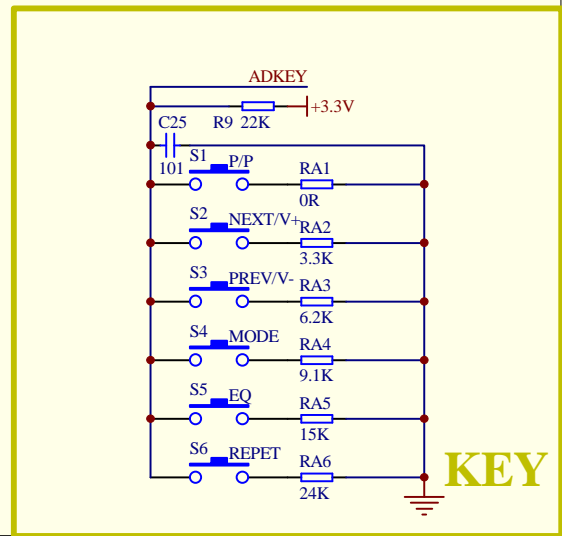 ADKEY
R9 22K
+3.3V
C25
101
S1
P/P
RA1
0R
S2
NEXT/V+
RA2
3.3K
S3
PREV/V-
RA3
6.2K
S4
MODE
RA4
9.1K
S5
EQ
RA5
15K
S6
REPET
RA6
24K
KEY